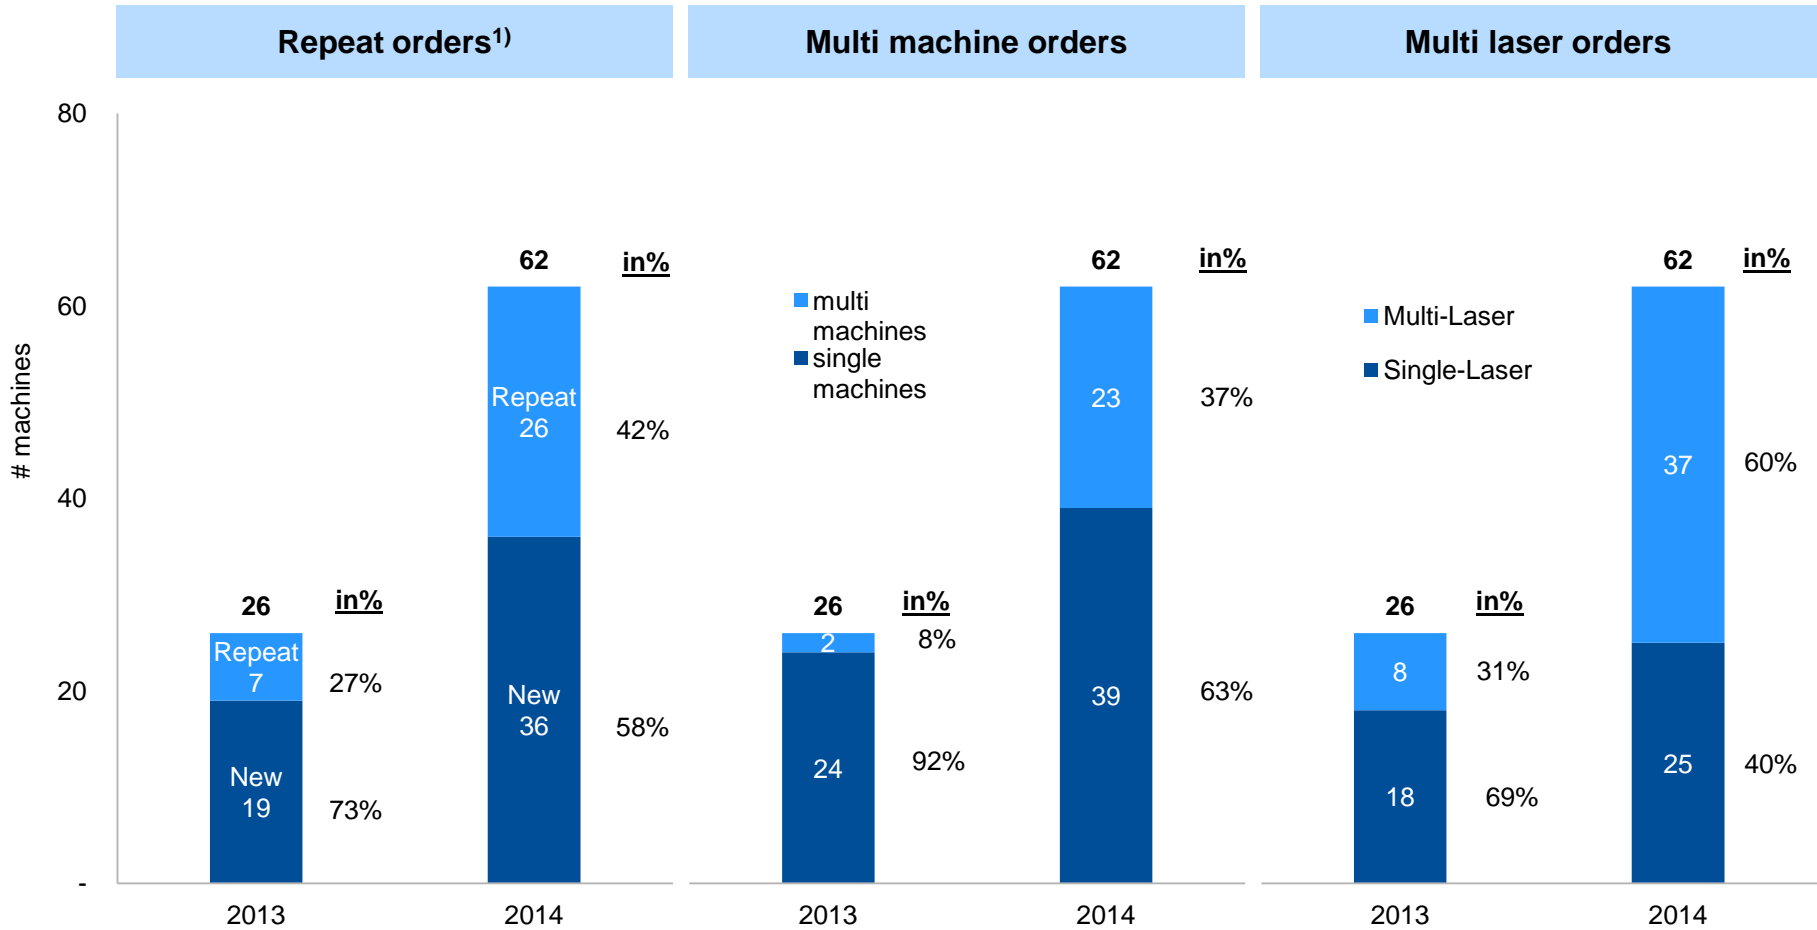 Repeat orders1)
Multi machine orders
Multi laser orders
# machines
80
60
40
20
-
26
in%
Repeat
7
27%
New
19
73%
2013
62
in%
Repeat
26
42%
New
36
58%
2014
multi
machines
single
machines
26
in%
2
8%
24
92%
2013
62
in%
23
37%
39
63%
2014
Multi-Laser
Single-Laser
26
in%
8
31%
18
69%
2013
62
in%
37
60%
25
40%
2014